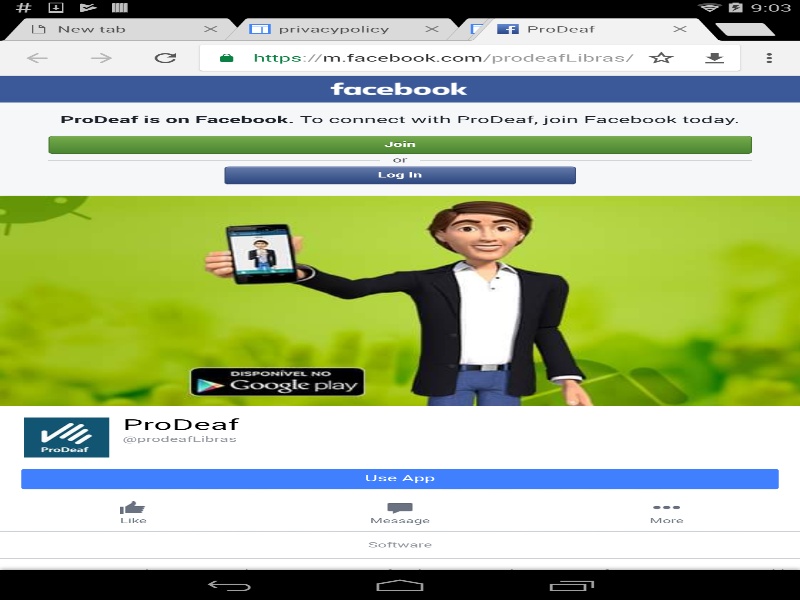 9:03
New tab
privacypolicy
ProDeaf
https://m.facebook.com/prodeafLibras/
facebook
ProDeaf is on Facebook. To connect with ProDeaf, join Facebook today.
Join
or
Log In
DISPONÍVEL NO
Google play
ProDeaf
ProDeaf
@prodeafLibras
Use App
Like
Message
More
Software